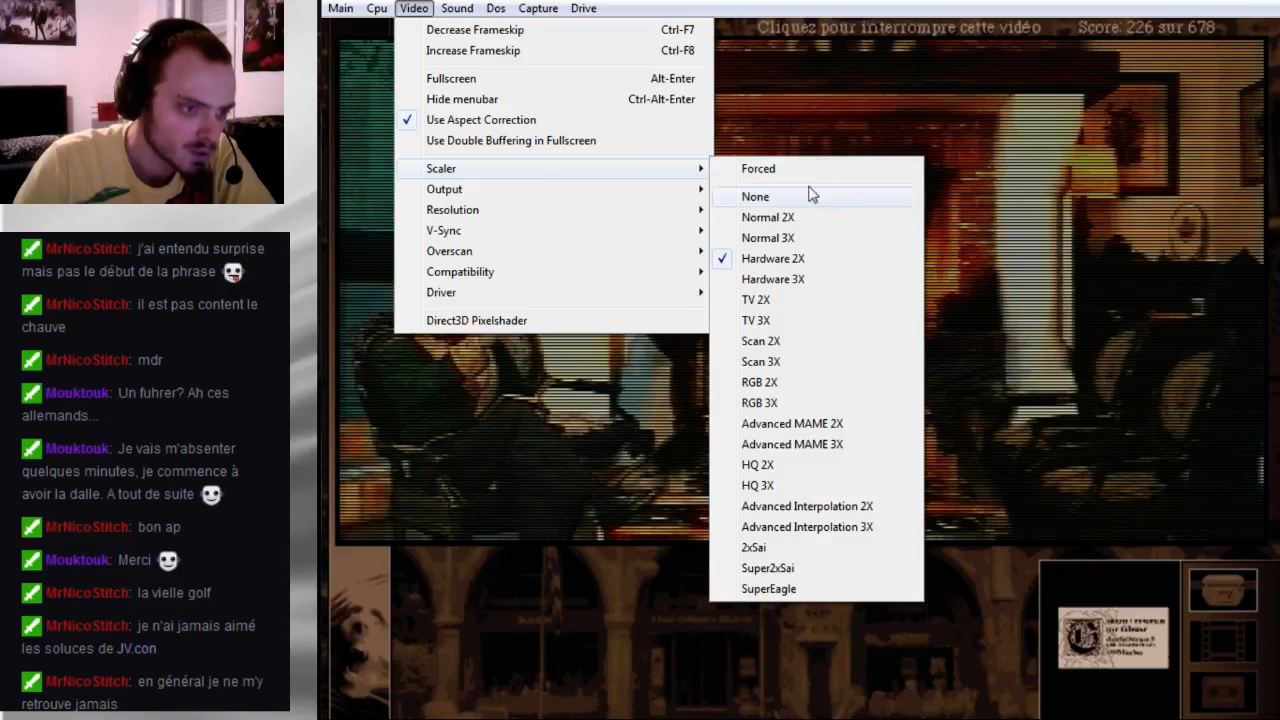 Main Cpu Video Sound Dos Capture Drive
Cliquez pour interrompre cette vidéo Score: 226 sur 678
Decrease Frameskip Ctrl-F7
Increase Frameskip Ctrl-F8
Fullscreen Alt-Enter
Hide menubar Ctrl-Alt-Enter
Use Aspect Correction
Use Double Buffering in Fullscreen
Scaler
Output
Resolution
V-Sync
Overscan
Compatibility
Driver
Direct3D Pixelshader
Forced
None
Normal 2X
Normal 3X
Hardware 2X
Hardware 3X
TV 2X
TV 3X
Scan 2X
Scan 3X
RGB 2X
RGB 3X
Advanced MAME 2X
Advanced MAME 3X
HQ 2X
HQ 3X
Advanced Interpolation 2X
Advanced Interpolation 3X
2xSai
Super2xSai
SuperEagle
MrNicoStitch: j'ai entendu surprise
mais pas le début de la phrase
MrNicoStitch: il est pas content le
chauve
MrNicoStitch: mdr
Mouktouk: Un fuhrer? Ah ces
allemands...
Mouktouk: Je vais m'absenter
quelques minutes, je commence à
avoir la dalle. A tout de suite
MrNicoStitch: bon ap
Mouktouk: Merci
MrNicoStitch: la vielle golf
MrNicoStitch: je n'ai jamais aimé
les soluces de JV.con
MrNicoStitch: en général je ne m'y
retrouve jamais